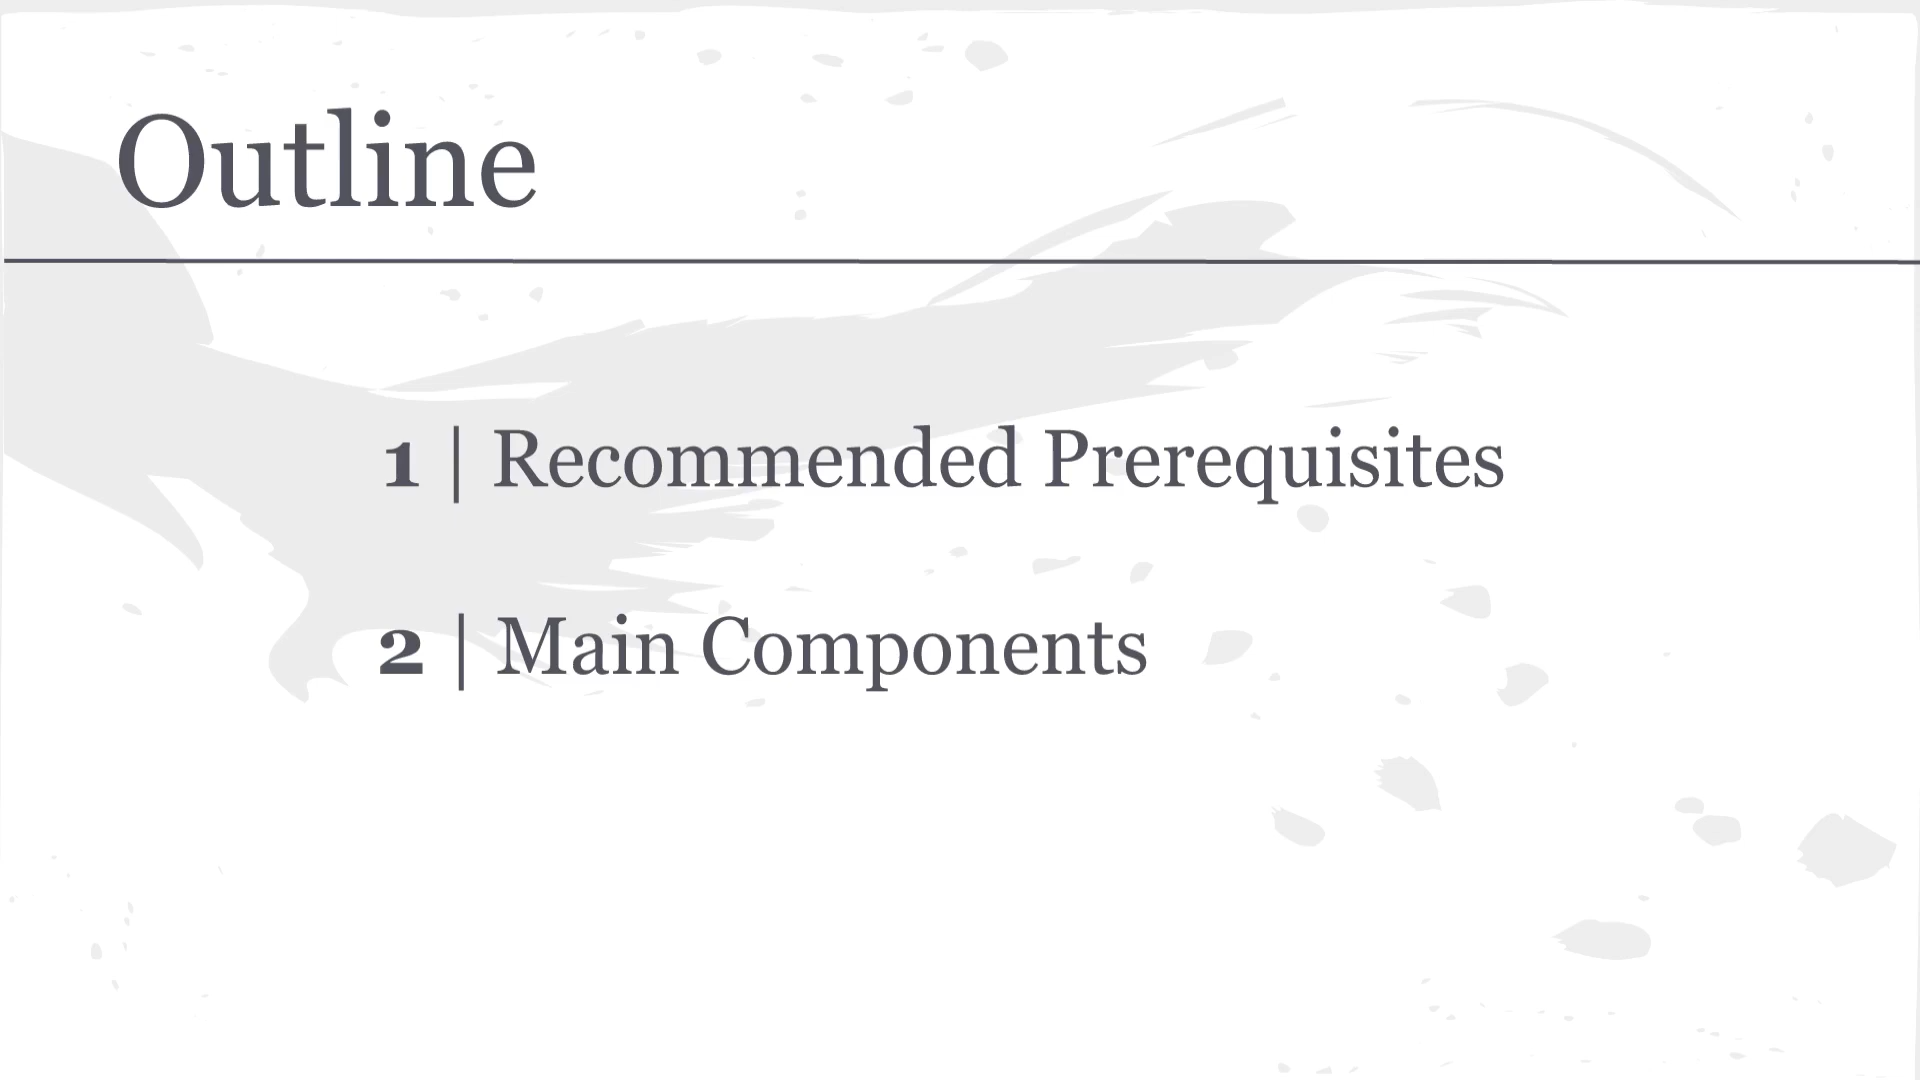 Outline
1 | Recommended Prerequisites
2 | Main Components